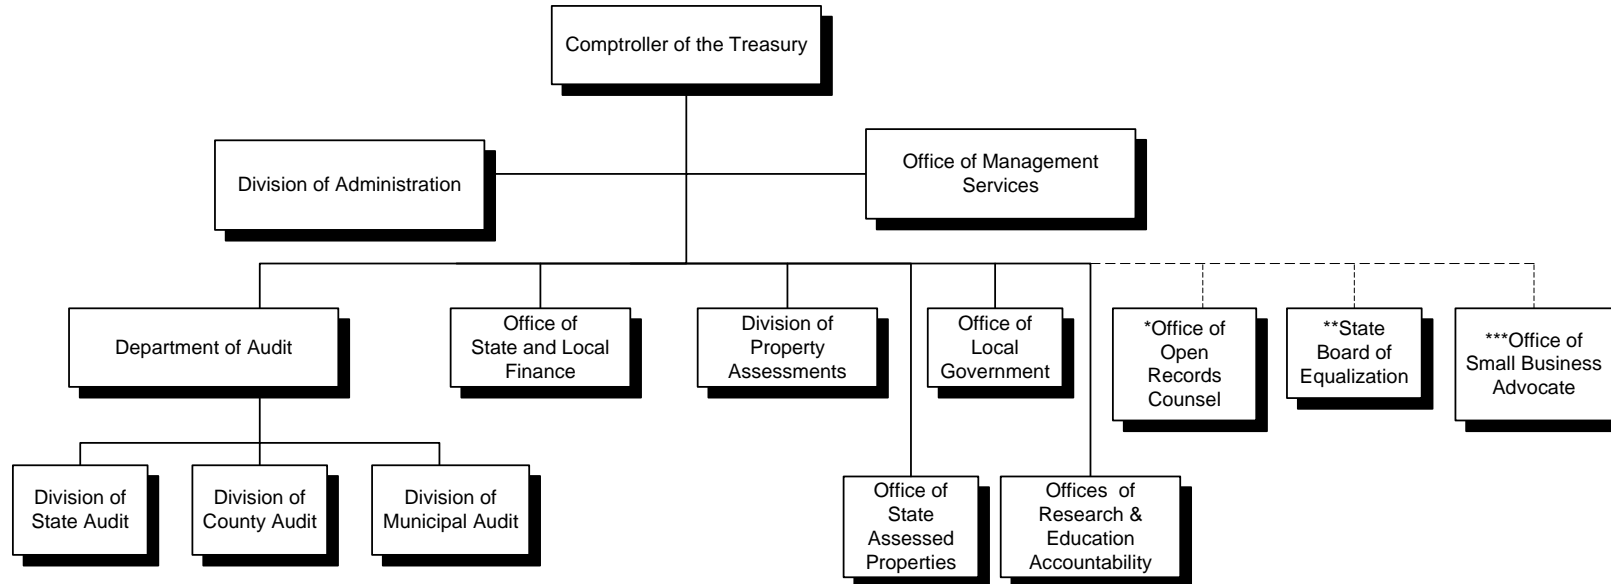 Comptroller of the Treasury
Division of Administration
Office of Management
Services
Department of Audit
Office of
State and Local
Finance
Division of
Property
Assessments
Office of
Local
Government
*Office of
Open
Records
Counsel
**State
Board of
Equalization
***Office of
Small Business
Advocate
Division of
State Audit
Division of
County Audit
Division of
Municipal Audit
Office of
State
Assessed
Properties
Offices of
Research &
Education
Accountability